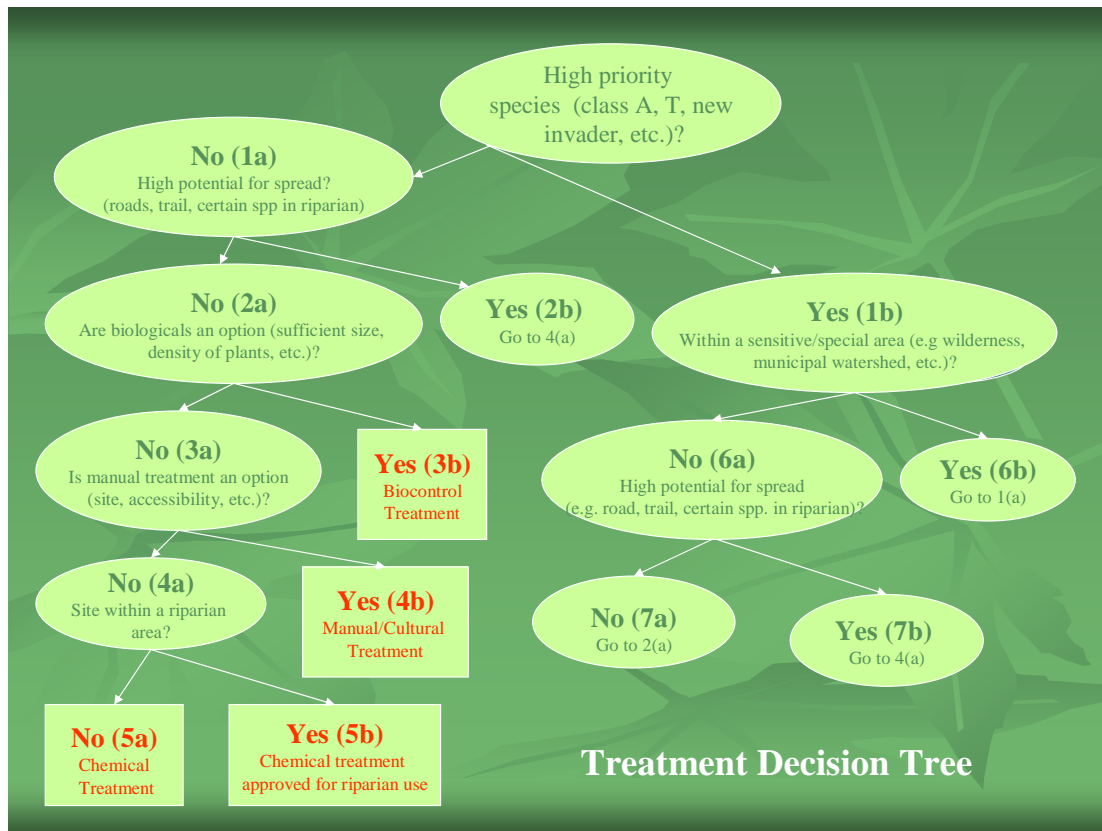 High priority
species (class A, T, new
invader, etc.)?
No (1a)
High potential for spread?
(roads, trail, certain spp in riparian)
No (2a)
Are biologicals an option (sufficient size,
density of plants, etc.)?
Yes (2b)
Go to 4(a)
Yes (1b)
Within a sensitive/special area (e.g wilderness,
municipal watershed, etc.)?
No (3a)
Is manual treatment an option
(site, accessibility, etc.)?
Yes (3b)
Biocontrol
Treatment
No (6a)
High potential for spread
(e.g. road, trail, certain spp. in riparian)?
Yes (6b)
Go to 1(a)
No (4a)
Site within a riparian
area?
Yes (4b)
Manual/Cultural
Treatment
No (7a)
Go to 2(a)
Yes (7b)
Go to 4(a)
No (5a)
Chemical
Treatment
Yes (5b)
Chemical treatment
approved for riparian use
Treatment Decision Tree